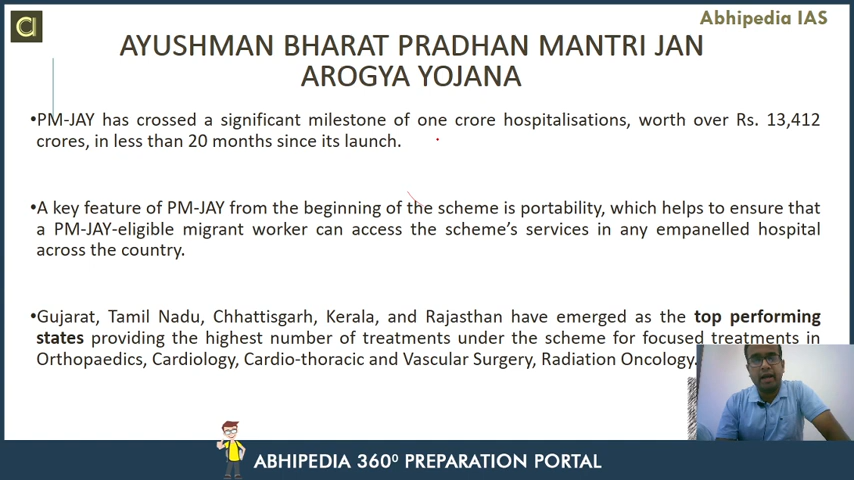 Abhipedia IAS
AYUSHMAN BHARAT PRADHAN MANTRI JAN
AROGYA YOJANA
•PM-JAY has crossed a significant milestone of one crore hospitalisations, worth over Rs. 13,412
crores, in less than 20 months since its launch.
•A key feature of PM-JAY from the beginning of the scheme is portability, which helps to ensure that
a PM-JAY-eligible migrant worker can access the scheme's services in any empanelled hospital
across the country.
•Gujarat, Tamil Nadu, Chhattisgarh, Kerala, and Rajasthan have emerged as the top performing
states providing the highest number of treatments under the scheme for focused treatments in
Orthopaedics, Cardiology, Cardio-thoracic and Vascular Surgery, Radiation Oncology.
ABHIPEDIA 360⁰ PREPARATION PORTAL